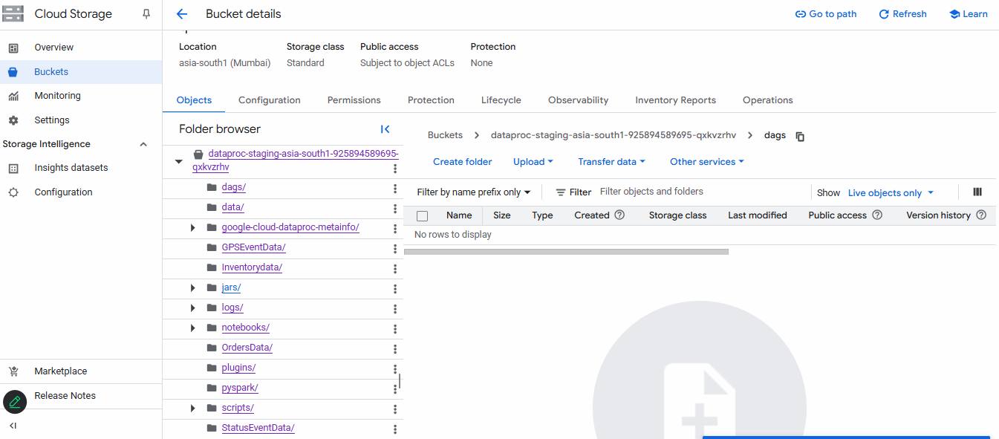 Cloud Storage
Bucket details
Go to path
Refresh
Learn
Overview
Buckets
Monitoring
Settings
Storage Intelligence
Insights datasets
Configuration
Marketplace
Release Notes
Location
Storage class
Public access
Protection
asia-south1 (Mumbai)
Standard
Subject to object ACLs
None
Objects
Configuration
Permissions
Protection
Lifecycle
Observability
Inventory Reports
Operations
Folder browser
dataproc-staging-asia-south1-925894589695-
qxkvzrhv
dags/
data/
google-cloud-dataproc-metainfo/
GPSEventData/
Inventorydata/
jars/
logs/
notebooks/
OrdersData/
plugins/
pyspark/
scripts/
StatusEventData/
Buckets > dataproc-staging-asia-south1-925894589695-qxkvzrhv > dags
Create folder
Upload
Transfer data
Other services
Filter by name prefix only
Filter
Filter objects and folders
Show
Live objects only
Name
Size
Type
Created
Storage class
Last modified
Public access
Version history
No rows to display